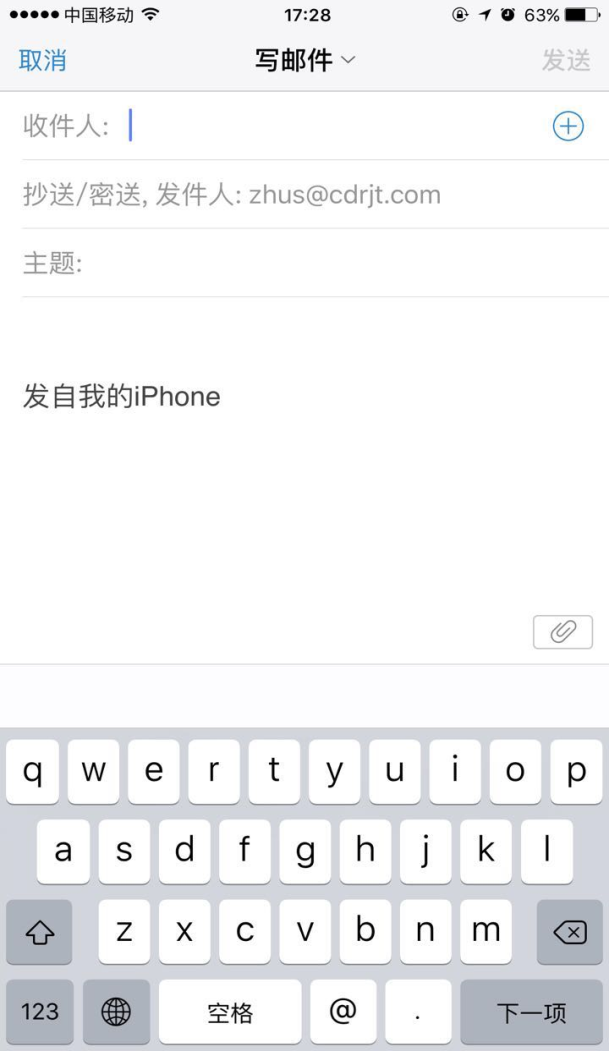 中国移动 17:28 63%
取消 写邮件 发送
收件人:
抄送/密送, 发件人: zhus@cdrjt.com
主题:
发自我的iPhone
q w e r t y u i o p
a s d f g h j k l
z x c v b n m
123 空格 @ . 下一项